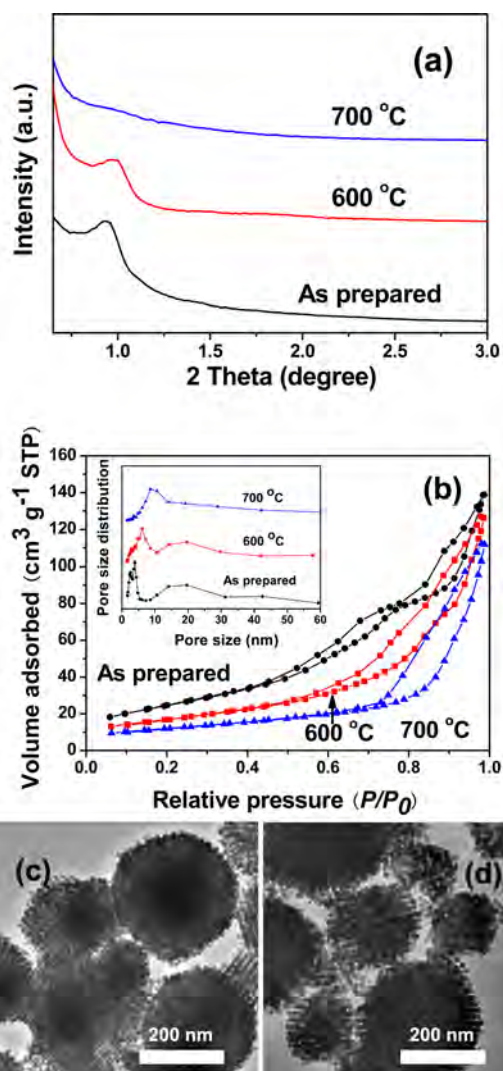 (a)
700 °C
600 °C
As prepared
Intensity (a.u.)
1.0 1.5 2.0 2.5 3.0
2 Theta (degree)
(b)
160
140
120
100
80
60
40
20
0
Volume adsorbed (cm³ g⁻¹ STP)
Pore size distribution
700 °C
600 °C
As prepared
0 10 20 30 40 50 60
Pore size (nm)
As prepared
600 °C
700 °C
0.0 0.2 0.4 0.6 0.8 1.0
Relative pressure (P/P0)
(c)
200 nm
(d)
200 nm